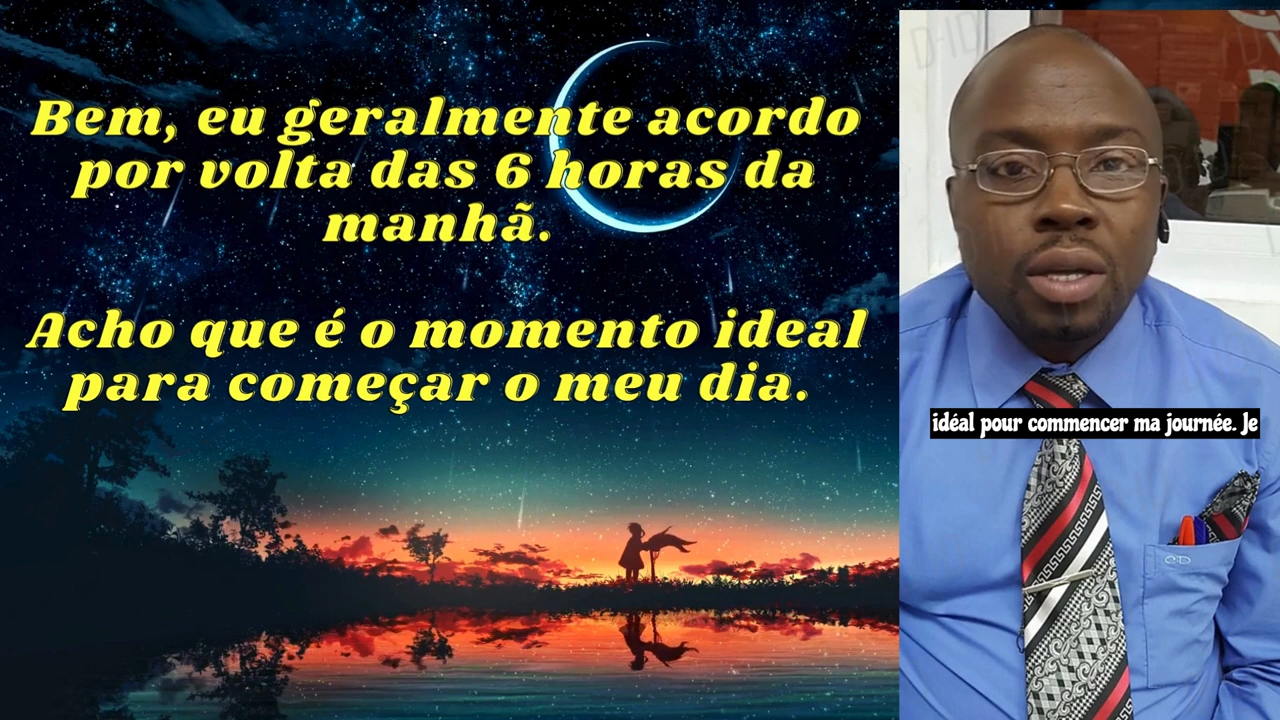 Bem, eu geralmente acordo
por volta das 6 horas da
manhã.
Acho que é o momento ideal
para começar o meu dia.
idéal pour commencer ma journée. Je
D-ID